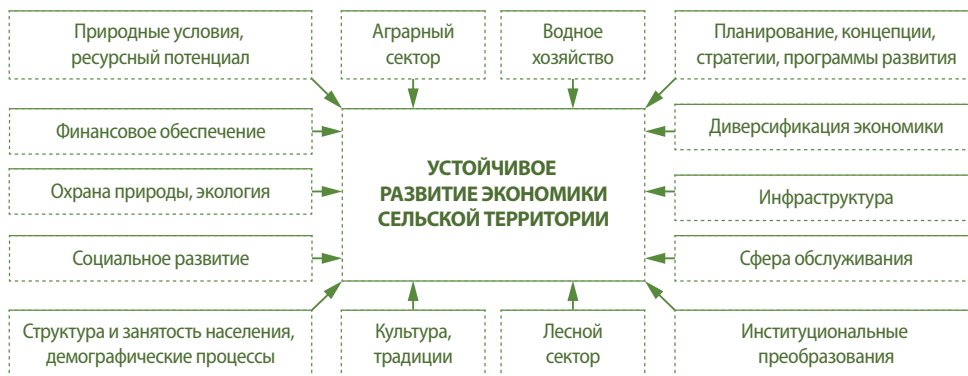 Природные условия,
ресурсный потенциал
Аграрный
сектор
Водное
хозяйство
Планирование, концепции,
стратегии, программы развития
Финансовое обеспечение
Диверсификация экономики
УСТОЙЧИВОЕ
РАЗВИТИЕ ЭКОНОМИКИ
СЕЛЬСКОЙ ТЕРРИТОРИИ
Охрана природы, экология
Инфраструктура
Социальное развитие
Сфера обслуживания
Структура и занятость населения,
демографические процессы
Культура,
традиции
Лесной
сектор
Институциональные
преобразования